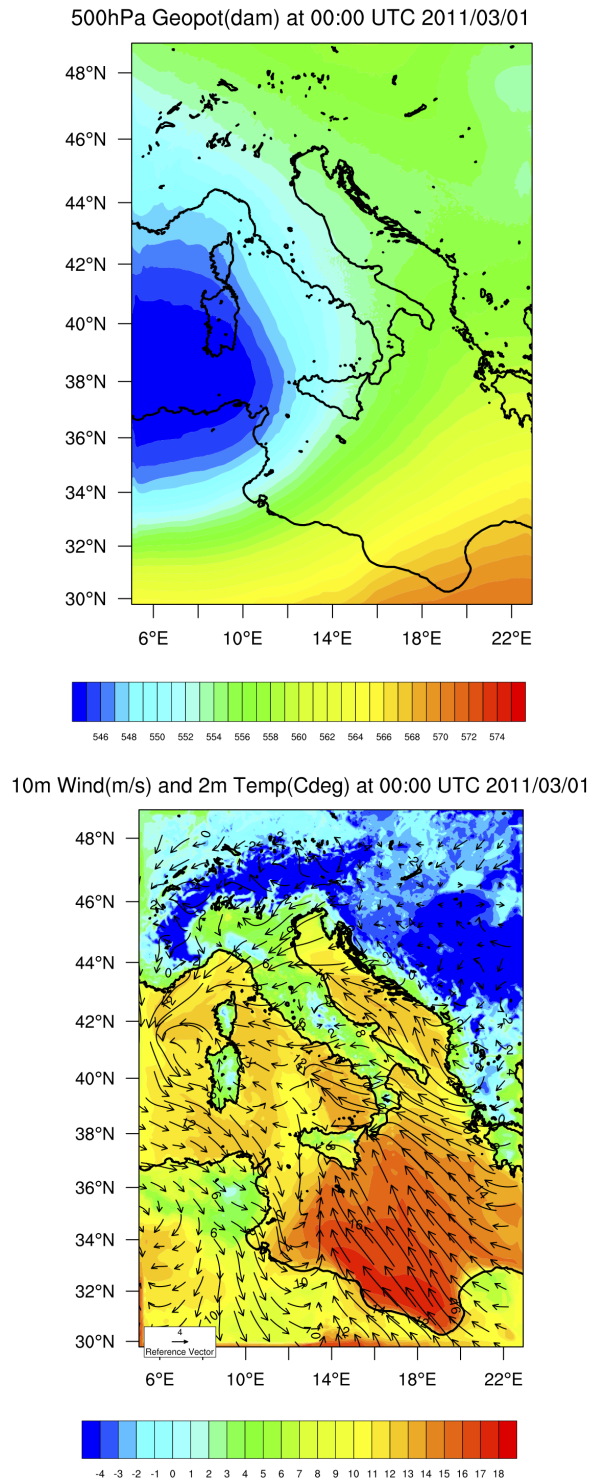 500hPa Geopot(dam) at 00:00 UTC 2011/03/01
48°N
46°N
44°N
42°N
40°N
38°N
36°N
34°N
32°N
30°N
6°E 10°E 14°E 18°E 22°E
546 548 550 552 554 556 558 560 562 564 566 568 570 572 574
10m Wind(m/s) and 2m Temp(Cdeg) at 00:00 UTC 2011/03/01
48°N
46°N
44°N
42°N
40°N
38°N
36°N
34°N
32°N
30°N
4
Reference Vector
6°E 10°E 14°E 18°E 22°E
-4 -3 -2 -1 0 1 2 3 4 5 6 7 8 9 10 11 12 13 14 15 16 17 18